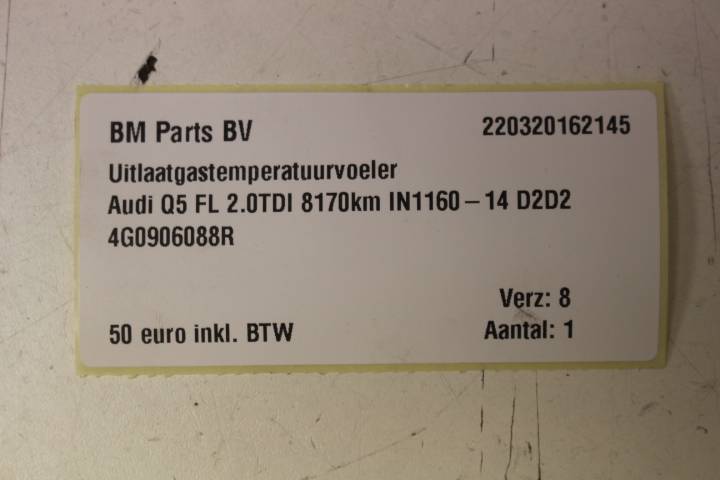 BM Parts BV 220320162145
Uitlaatgastemperatuurvoeler
Audi Q5 FL 2.0TDI 8170km IN1160-14 D2D2
4G0906088R
Verz: 8
50 euro inkl. BTW Aantal: 1